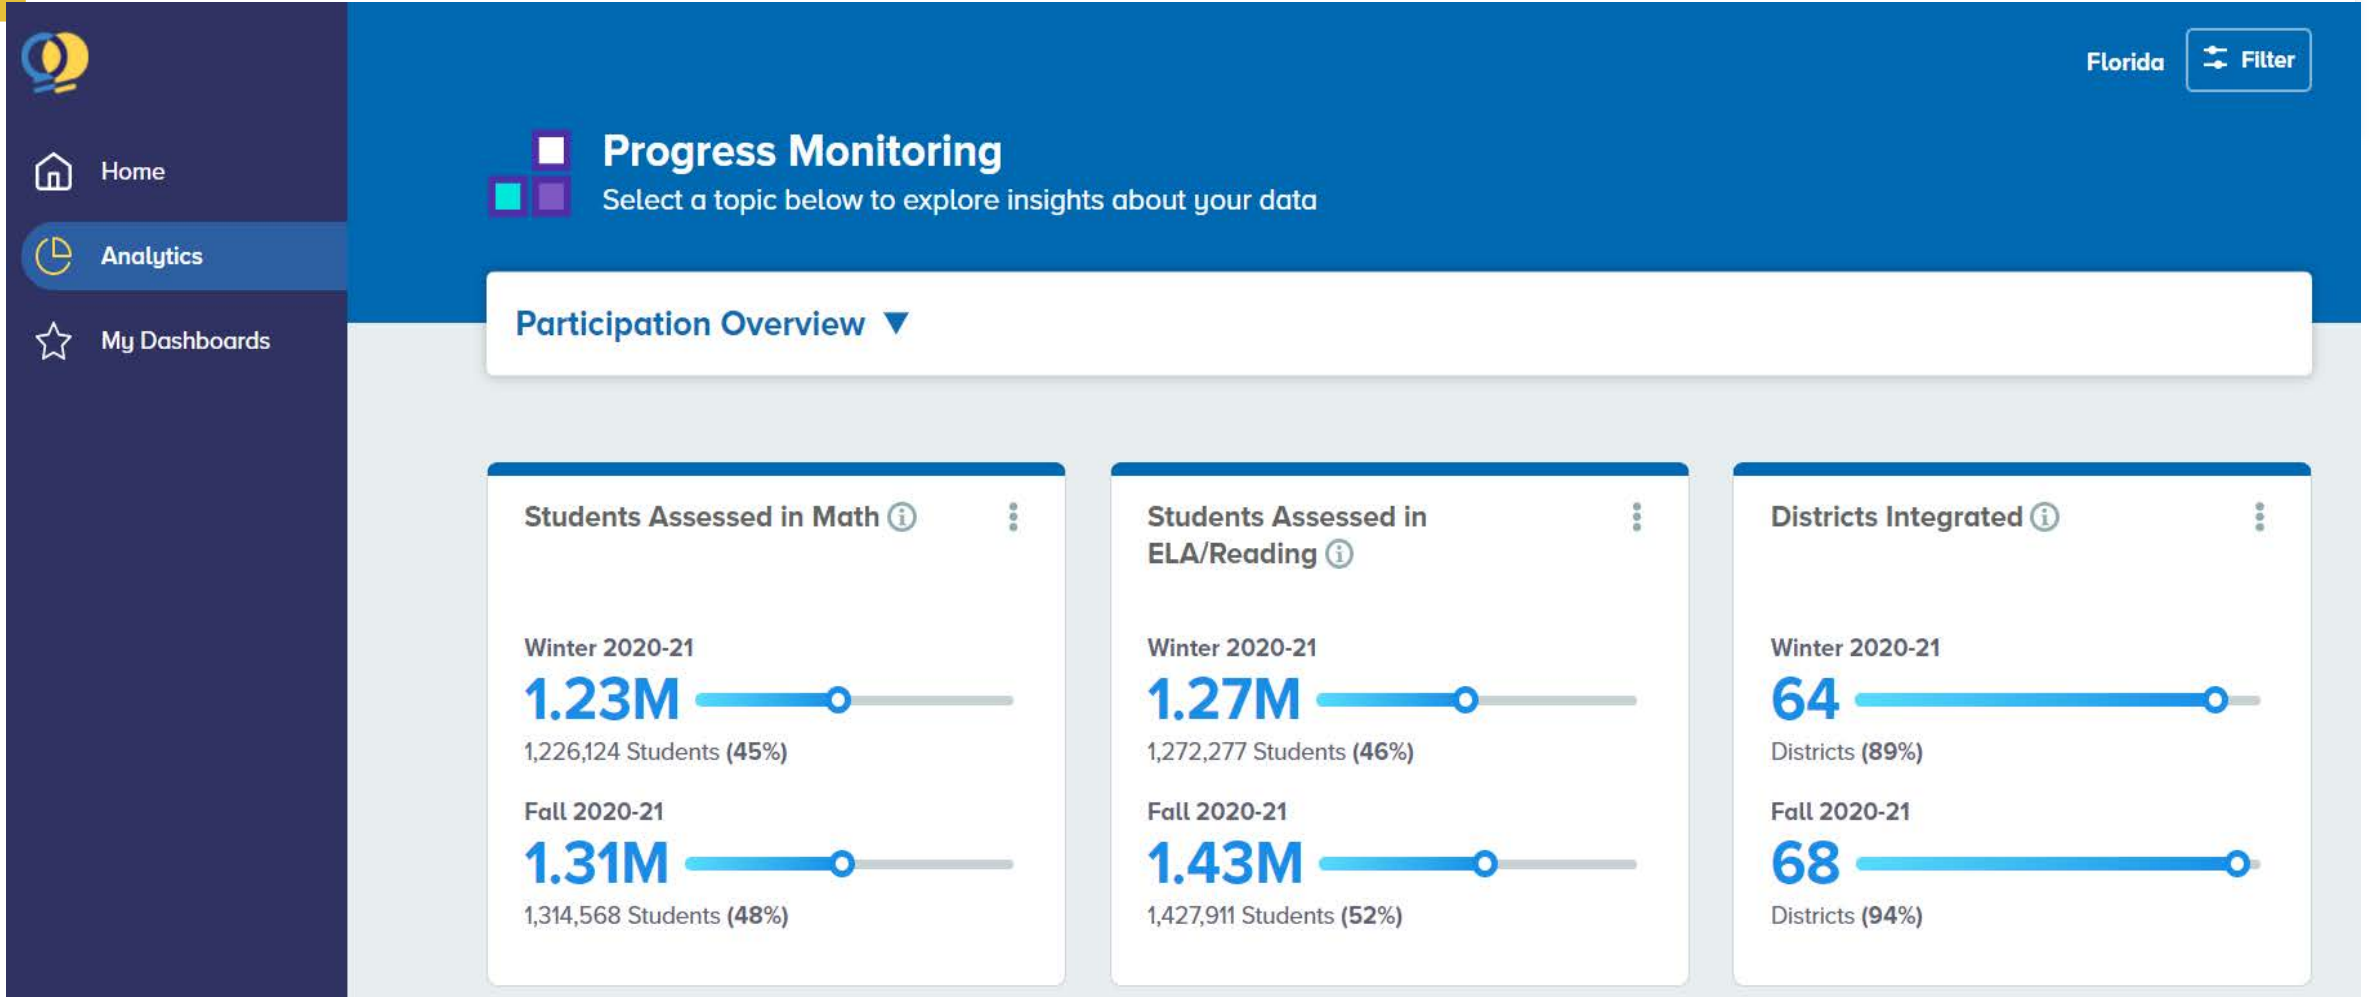 Florida
Filter
Home
Analytics
My Dashboards
Progress Monitoring
Select a topic below to explore insights about your data
Participation Overview
Students Assessed in Math
Winter 2020-21
1.23M
1,226,124 Students (45%)
Fall 2020-21
1.31M
1,314,568 Students (48%)
Students Assessed in
ELA/Reading
Winter 2020-21
1.27M
1,272,277 Students (46%)
Fall 2020-21
1.43M
1,427,911 Students (52%)
Districts Integrated
Winter 2020-21
64
Districts (89%)
Fall 2020-21
68
Districts (94%)